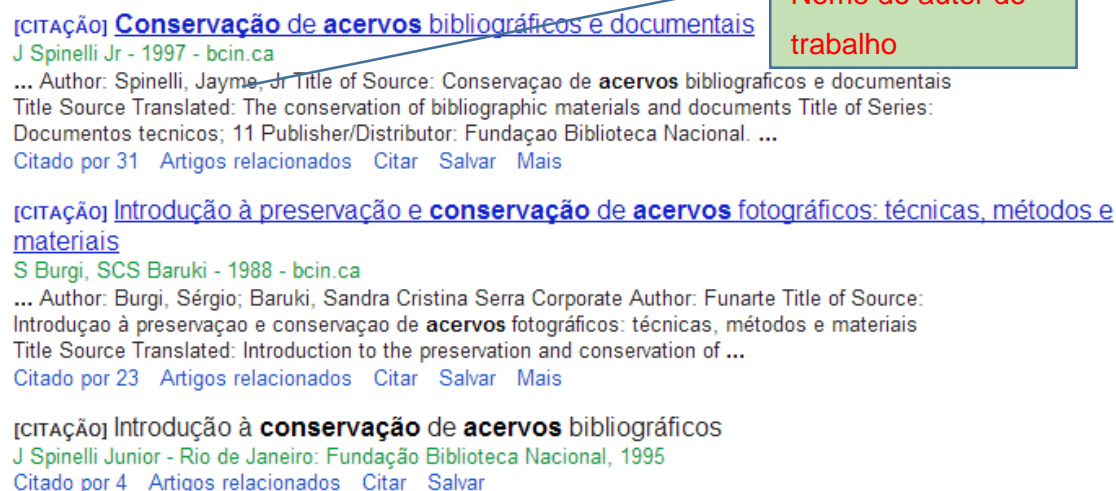 [CITAÇÃO] Conservação de acervos bibliográficos e documentais
J Spinelli Jr - 1997 - bcin.ca
... Author: Spinelli, Jayme, Jr Title of Source: Conservaçao de acervos bibliograficos e documentais
Title Source Translated: The conservation of bibliographic materials and documents Title of Series:
Documentos tecnicos; 11 Publisher/Distributor: Fundaçao Biblioteca Nacional. ...
Citado por 31 Artigos relacionados Citar Salvar Mais
trabalho
[CITAÇÃO] Introdução à preservação e conservação de acervos fotográficos: técnicas, métodos e
materiais
S Burgi, SCS Baruki - 1988 - bcin.ca
... Author: Burgi, Sérgio; Baruki, Sandra Cristina Serra Corporate Author: Funarte Title of Source:
Introduçao à preservaçao e conservaçao de acervos fotográficos: técnicas, métodos e materiais
Title Source Translated: Introduction to the preservation and conservation of ...
Citado por 23 Artigos relacionados Citar Salvar Mais
[CITAÇÃO] Introdução à conservação de acervos bibliográficos
J Spinelli Junior - Rio de Janeiro: Fundação Biblioteca Nacional, 1995
Citado por 4 Artigos relacionados Citar Salvar